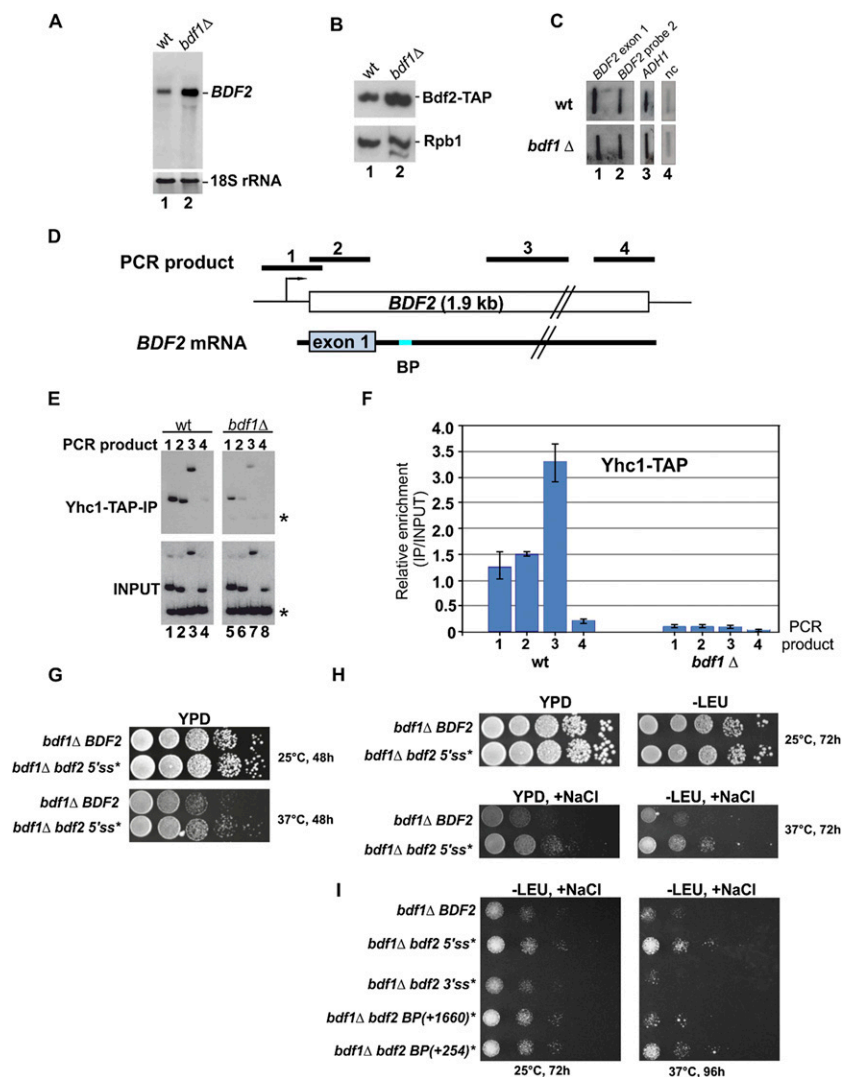 A
wt bdf1Δ
BDF2
18S rRNA
1 2
B
wt bdf1Δ
Bdf2-TAP
Rpb1
1 2
C
BDF2 exon 1 BDF2 probe 2 ADH1 nc
wt
bdf1 Δ
1 2 3 4
D
PCR product
1 2 3 4
BDF2 (1.9 kb)
BDF2 mRNA
exon 1
BP
E
wt bdf1Δ
PCR product 1 2 3 4 1 2 3 4
Yhc1-TAP-IP
*
INPUT
*
1 2 3 4 5 6 7 8
F
Relative enrichment
(IP/INPUT)
4.0
3.5
3.0
2.5
2.0
1.5
1.0
0.5
0
Yhc1-TAP
1 2 3 4 1 2 3 4 PCR
product
wt bdf1 Δ
G
YPD
bdf1Δ BDF2
bdf1Δ bdf2 5'ss*
25°C, 48h
bdf1Δ BDF2
bdf1Δ bdf2 5'ss*
37°C, 48h
H
YPD -LEU
bdf1Δ BDF2
bdf1Δ bdf2 5'ss*
25°C, 72h
YPD, +NaCl -LEU, +NaCl
bdf1Δ BDF2
bdf1Δ bdf2 5'ss*
37°C, 72h
I
-LEU, +NaCl -LEU, +NaCl
bdf1Δ BDF2
bdf1Δ bdf2 5'ss*
bdf1Δ bdf2 3'ss*
bdf1Δ bdf2 BP(+1660)*
bdf1Δ bdf2 BP(+254)*
25°C, 72h 37°C, 96h